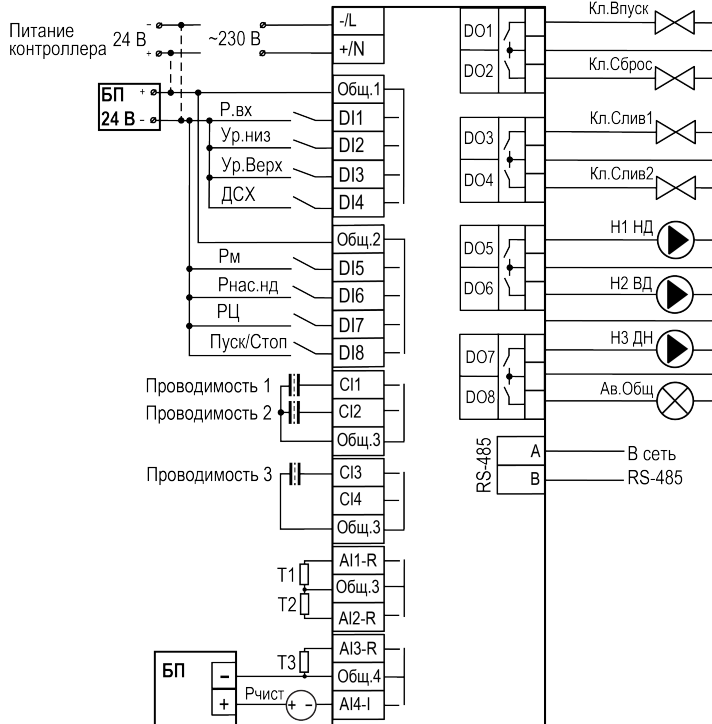 Питание
контроллера
24 В
~230 В
-
+
-/L
+/N
БП
24 В
+
-
Общ.1
Р.вх
DI1
Ур.низ
DI2
Ур.Верх
DI3
ДСХ
DI4
Общ.2
Рм
DI5
Рнас.нд
DI6
РЦ
DI7
Пуск/Стоп
DI8
Проводимость 1
CI1
Проводимость 2
CI2
Общ.3
Проводимость 3
CI3
CI4
Общ.3
T1
AI1-R
Общ.3
T2
AI2-R
T3
AI3-R
БП
-
Общ.4
+
Рчист
+ -
AI4-I
DO1
Кл.Впуск
DO2
Кл.Сброс
DO3
Кл.Слив1
DO4
Кл.Слив2
DO5
Н1 НД
DO6
Н2 ВД
DO7
Н3 ДН
DO8
Ав.Общ
RS-485
A
B
В сеть
RS-485